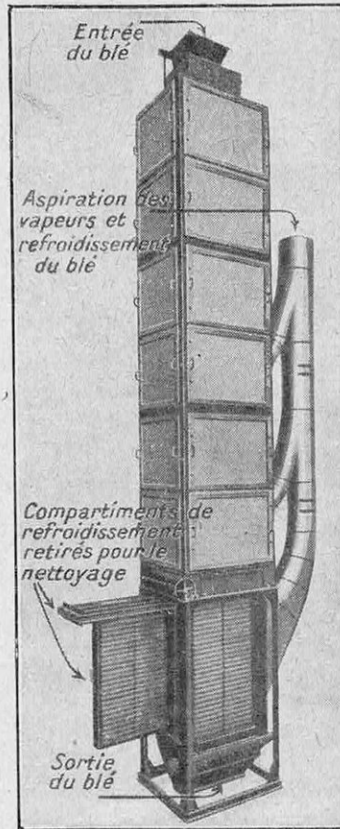 Entrée
du blé
Aspiration des
vapeurs et
refroidissement
du blé
Compartiments de
refroidissement
retirés pour le
nettoyage
Sortie
du blé